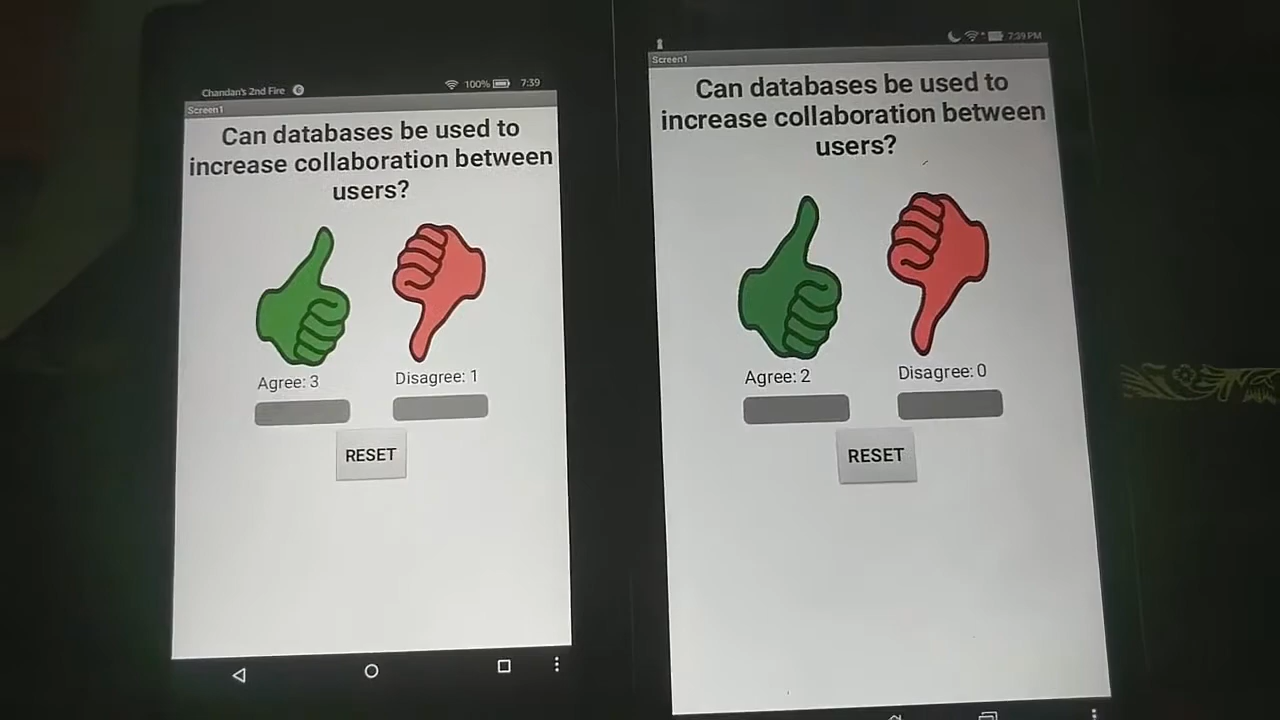 Chandan's 2nd Fire 6
100% 7:39
Screen1
Can databases be used to
increase collaboration between
users?
Agree: 3
Disagree: 1
RESET
7:39 PM
Screen1
Can databases be used to
increase collaboration between
users?
Agree: 2
Disagree: 0
RESET